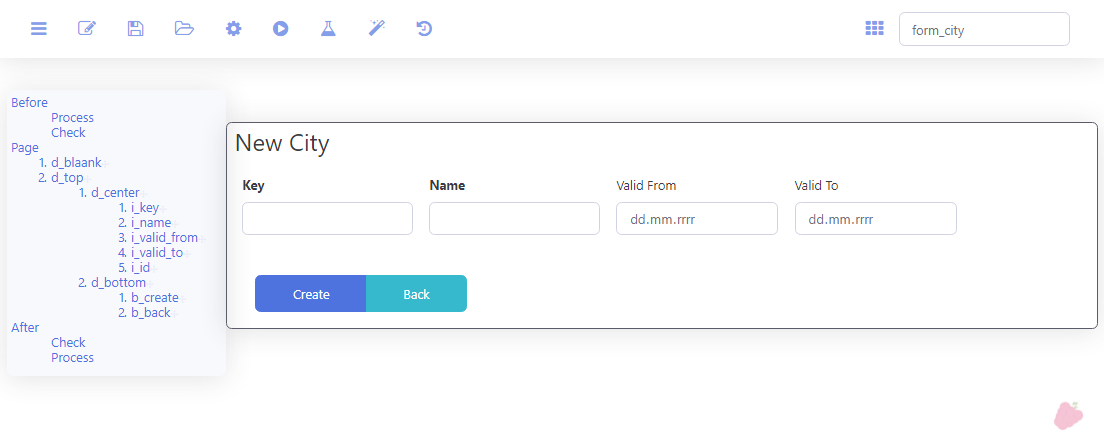 form_city
Before
Process
Check
Page
1. d_blaank
2. d_top
1. d_center
1. i_key
2. i_name
3. i_valid_from
4. i_valid_to
5. i_id
2. d_bottom
1. b_create
2. b_back
After
Check
Process
New City
Key Name Valid From Valid To
dd.mm.rrrr dd.mm.rrrr
Create Back